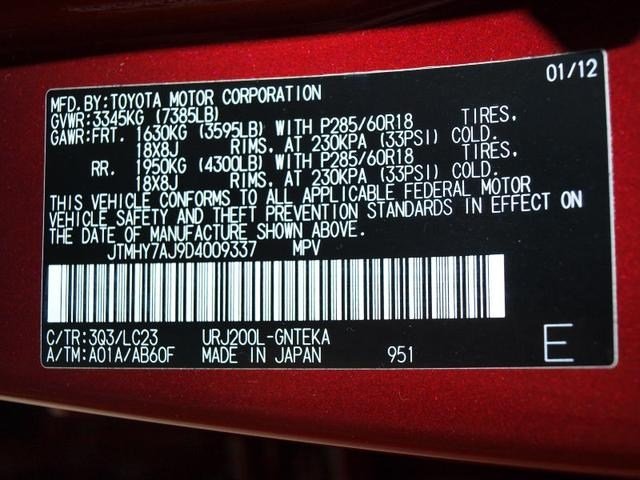 01/12
MFD.BY:TOYOTA MOTOR CORPORATION
GVWR:3345KG (7385LB)
GAWR:FRT. 1630KG (3595LB) WITH P285/60R18 TIRES,
18X8J RIMS, AT 230KPA (33PSI) COLD.
RR. 1950KG (4300LB) WITH P285/60R18 TIRES,
18X8J RIMS, AT 230KPA (33PSI) COLD.
THIS VEHICLE CONFORMS TO ALL APPLICABLE FEDERAL MOTOR
VEHICLE SAFETY AND THEFT PREVENTION STANDARDS IN EFFECT ON
THE DATE OF MANUFACTURE SHOWN ABOVE.
JTMHY7AJ9D4009337 MPV
C/TR:3Q3/LC23 URJ200L-GNTEKA
A/TM:A01A/AB60F MADE IN JAPAN 951 E